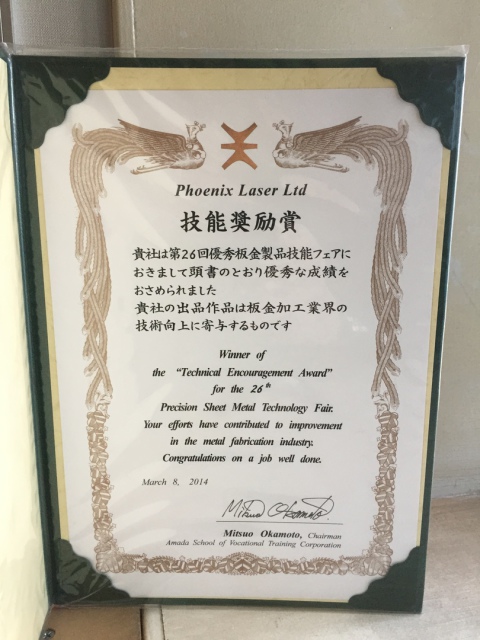 Phoenix Laser Ltd
技能奨励賞
貴社は第26回優秀板金製品技能フェアに
おきまして頭書のとおり優秀な成績を
おさめられました
貴社の出品作品は板金加工業界の
技術向上に寄与するものです
Winner of
the "Technical Encouragement Award"
for the 26th
Precision Sheet Metal Technology Fair.
Your efforts have contributed to improvement
in the metal fabrication industry.
Congratulations on a job well done.
March 8, 2014
Mitsuo Okamoto
Mitsuo Okamoto, Chairman
Amada School of Vocational Training Corporation